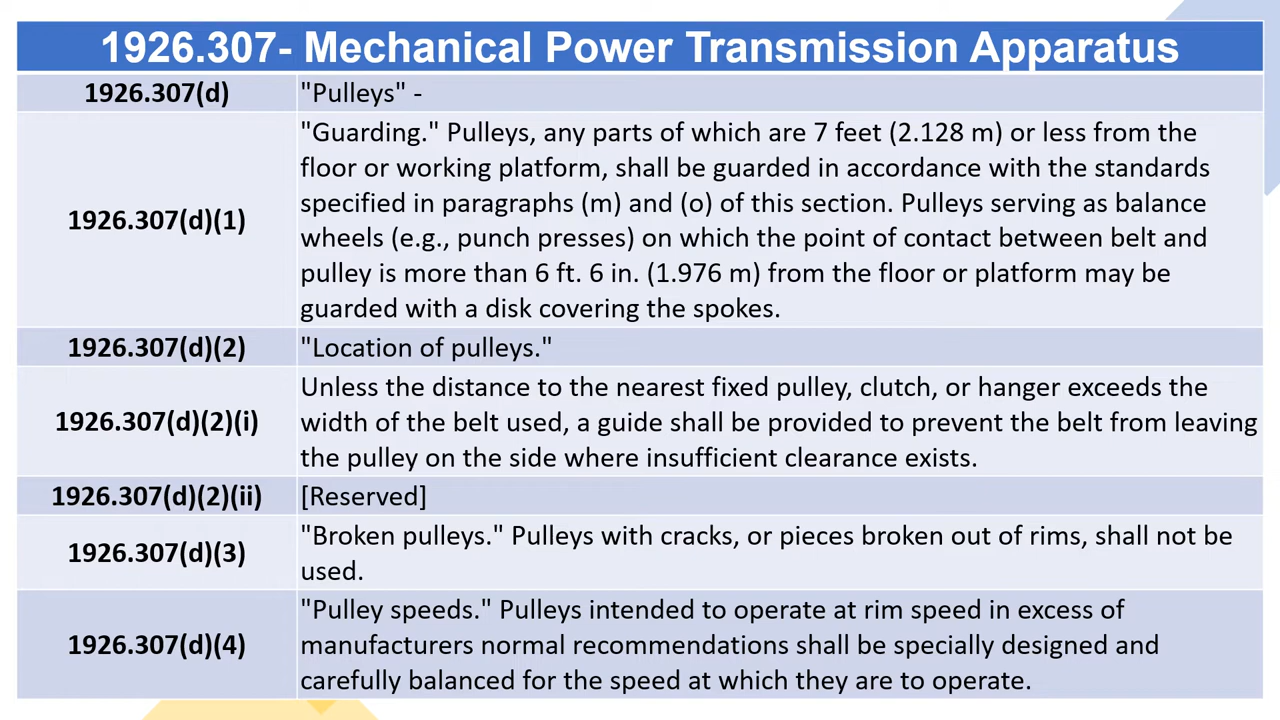 1926.307- Mechanical Power Transmission Apparatus
1926.307(d)
"Pulleys" -
1926.307(d)(1)
"Guarding." Pulleys, any parts of which are 7 feet (2.128 m) or less from the
floor or working platform, shall be guarded in accordance with the standards
specified in paragraphs (m) and (o) of this section. Pulleys serving as balance
wheels (e.g., punch presses) on which the point of contact between belt and
pulley is more than 6 ft. 6 in. (1.976 m) from the floor or platform may be
guarded with a disk covering the spokes.
1926.307(d)(2)
"Location of pulleys."
1926.307(d)(2)(i)
Unless the distance to the nearest fixed pulley, clutch, or hanger exceeds the
width of the belt used, a guide shall be provided to prevent the belt from leaving
the pulley on the side where insufficient clearance exists.
1926.307(d)(2)(ii)
[Reserved]
1926.307(d)(3)
"Broken pulleys." Pulleys with cracks, or pieces broken out of rims, shall not be
used.
1926.307(d)(4)
"Pulley speeds." Pulleys intended to operate at rim speed in excess of
manufacturers normal recommendations shall be specially designed and
carefully balanced for the speed at which they are to operate.